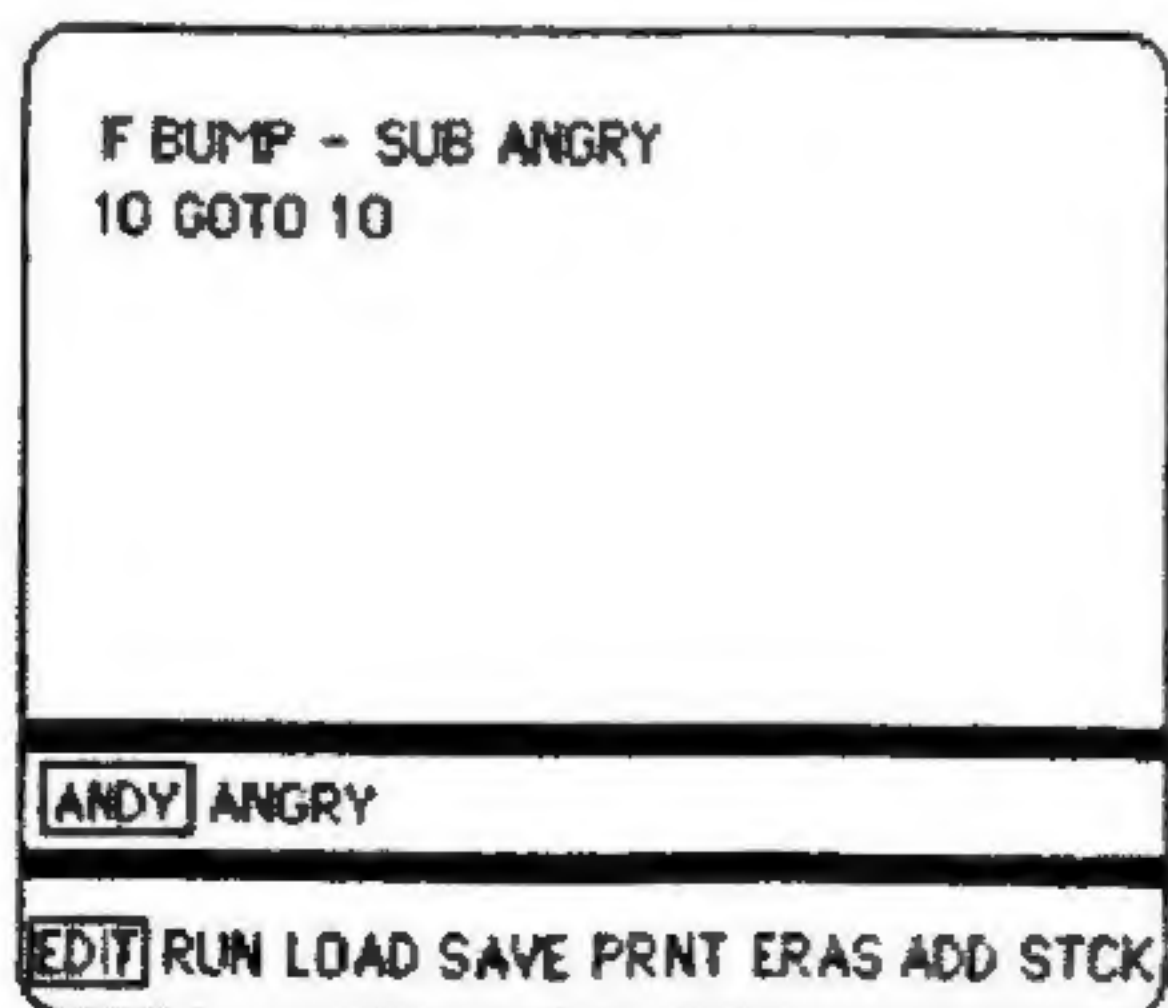 IF BUMP - SUB ANGRY
10 GOTO 10
ANDY ANGRY
EDIT RUN LOAD SAVE PRNT ERAS ADD STCK